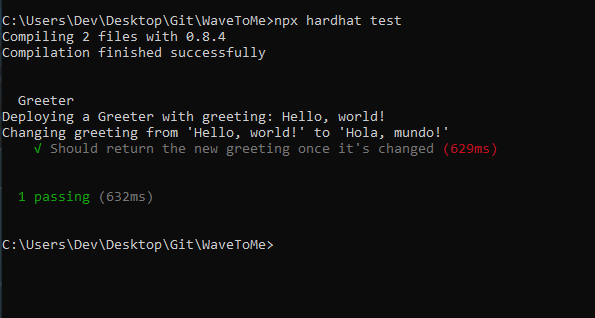 C:\Users\Dev\Desktop\Git\WaveToMe>npx hardhat test
Compiling 2 files with 0.8.4
Compilation finished successfully
Greeter
Deploying a Greeter with greeting: Hello, world!
Changing greeting from 'Hello, world!' to 'Hola, mundo!'
√ Should return the new greeting once it's changed (629ms)
1 passing (632ms)
C:\Users\Dev\Desktop\Git\WaveToMe>